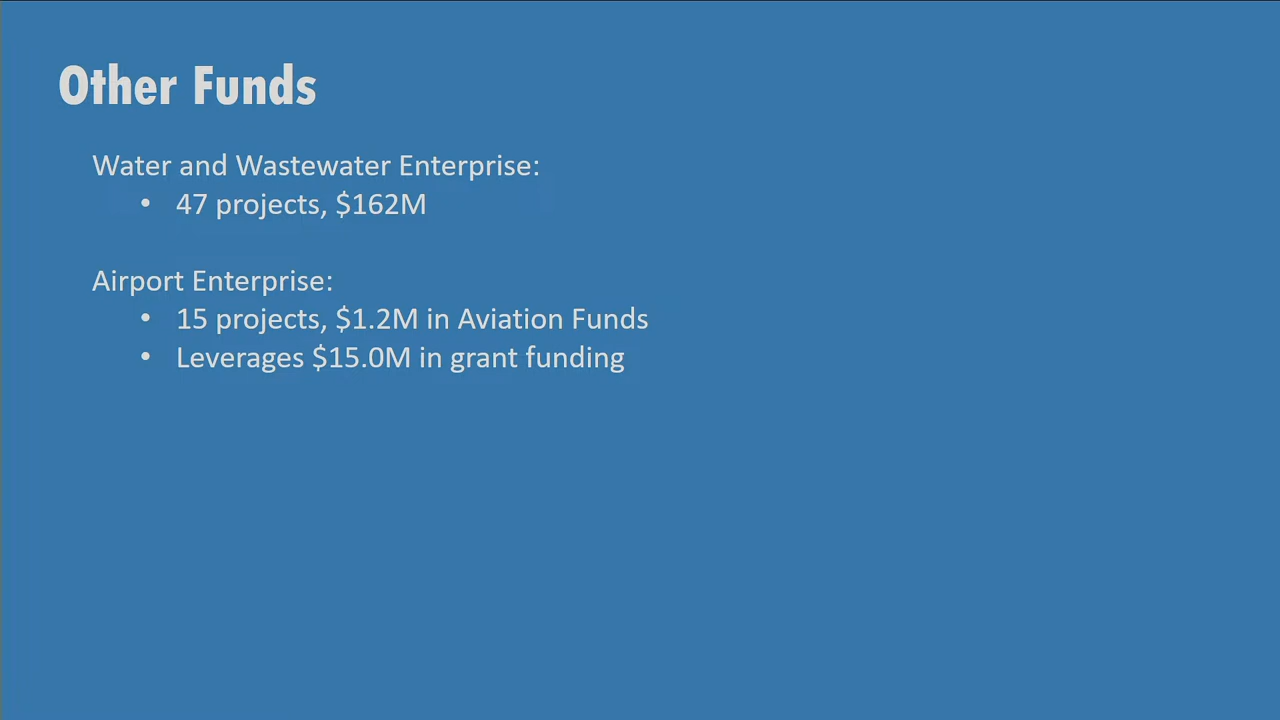 Other Funds
Water and Wastewater Enterprise:
• 47 projects, $162M
Airport Enterprise:
• 15 projects, $1.2M in Aviation Funds
• Leverages $15.0M in grant funding